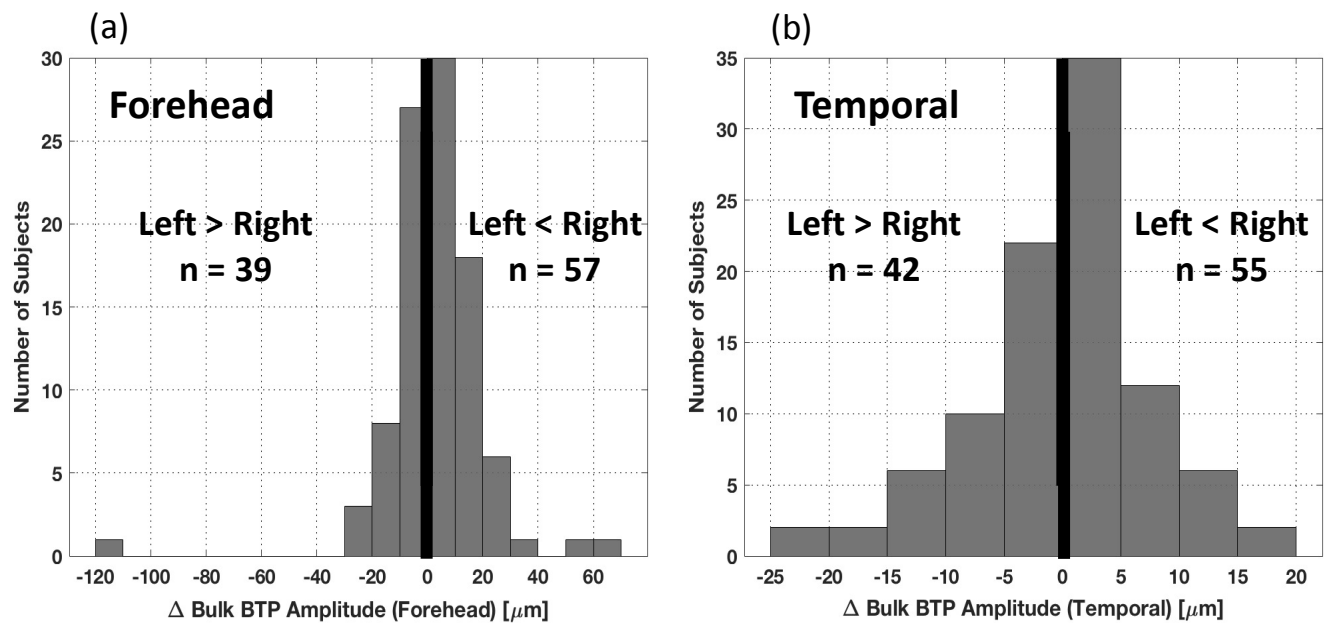 (a)
Forehead
Left > Right
n = 39
Left < Right
n = 57
Number of Subjects
30
25
20
15
10
5
0
-120 -100 -80 -60 -40 -20 0 20 40 60
Δ Bulk BTP Amplitude (Forehead) [μm]
(b)
Temporal
Left > Right
n = 42
Left < Right
n = 55
Number of Subjects
35
30
25
20
15
10
5
0
-25 -20 -15 -10 -5 0 5 10 15 20
Δ Bulk BTP Amplitude (Temporal) [μm]